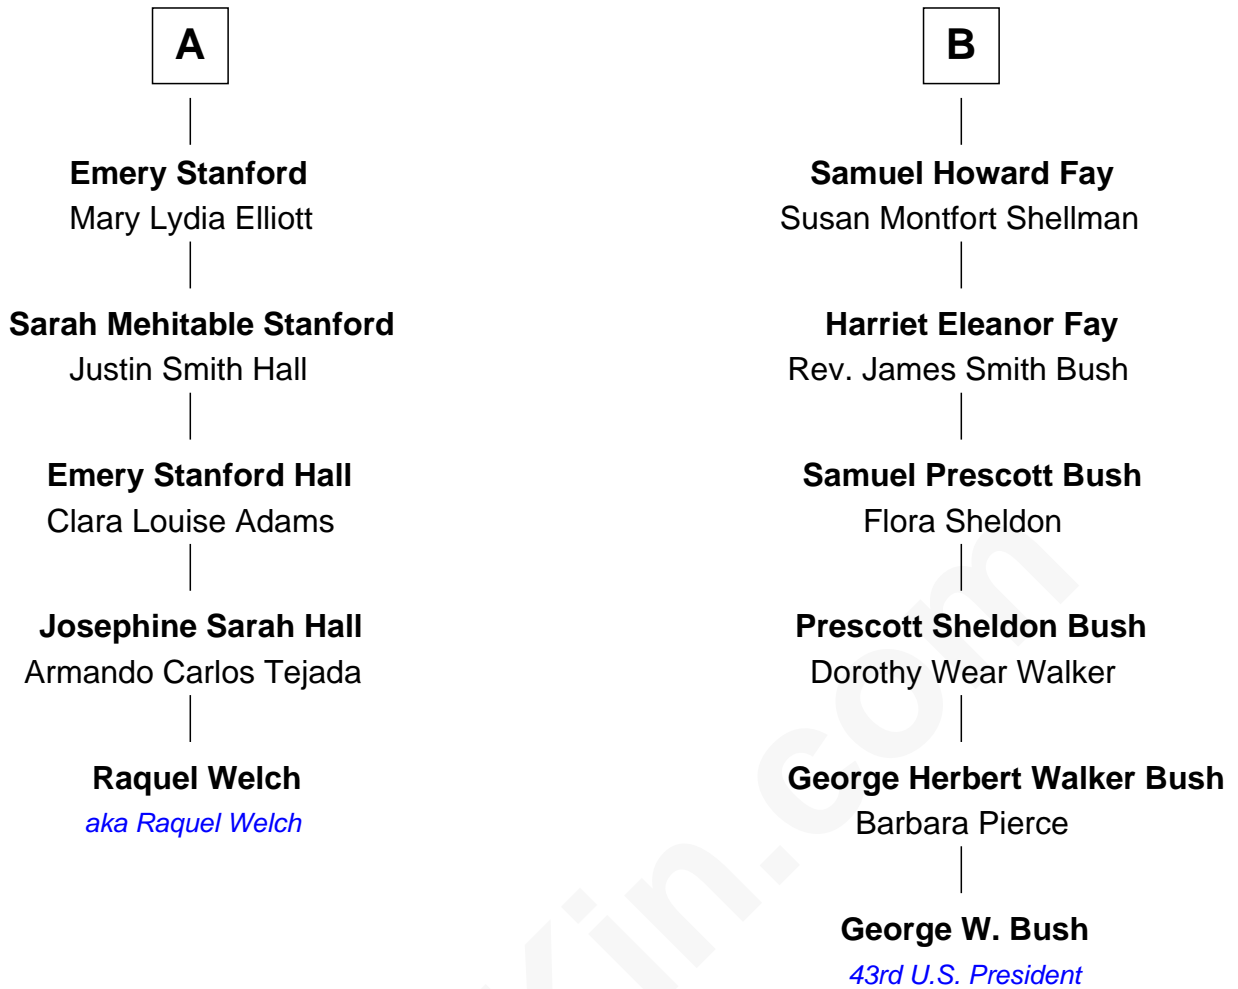 A
Emery Stanford
Mary Lydia Elliott
Sarah Mehitable Stanford
Justin Smith Hall
Emery Stanford Hall
Clara Louise Adams
Josephine Sarah Hall
Armando Carlos Tejada
Raquel Welch
aka Raquel Welch
B
Samuel Howard Fay
Susan Montfort Shellman
Harriet Eleanor Fay
Rev. James Smith Bush
Samuel Prescott Bush
Flora Sheldon
Prescott Sheldon Bush
Dorothy Wear Walker
George Herbert Walker Bush
Barbara Pierce
George W. Bush
43rd U.S. President
Kin.com